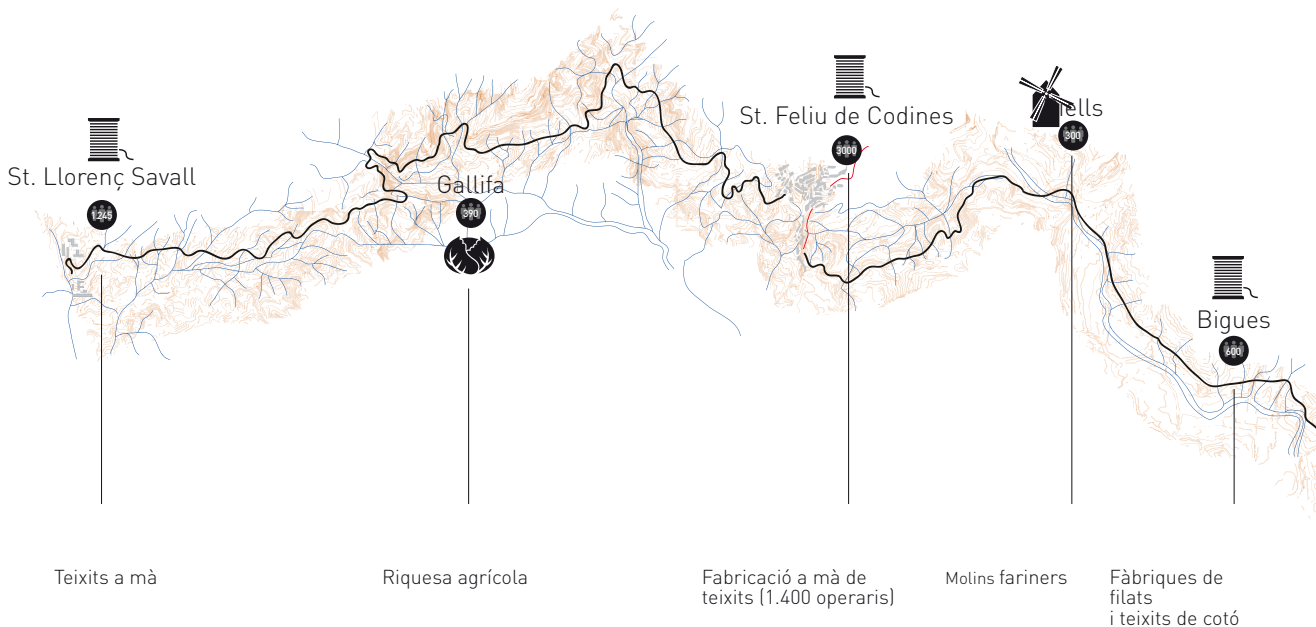 St. Llorenç Savall
1.245
Gallifa
390
St. Feliu de Codines
3000
300
Bigues
600
Teixits a mà
Riquesa agrícola
Fabricació a mà de
teixits (1.400 operaris)
Molins fariners
Fàbriques de
filats
i teixits de cotó